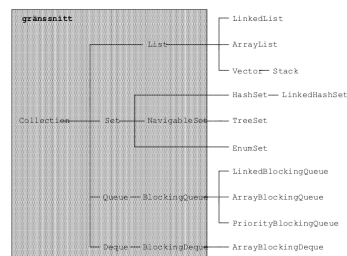 gränssnitt
LinkedList
List ArrayList
Vector Stack
HashSet LinkedHashSet
Collection Set NavigableSet TreeSet
EnumSet
LinkedBlockingQueue
Queue BlockingQueue ArrayBlockingQueue
PriorityBlockingQueue
Deque BlockingDeque ArrayBlockingDeque